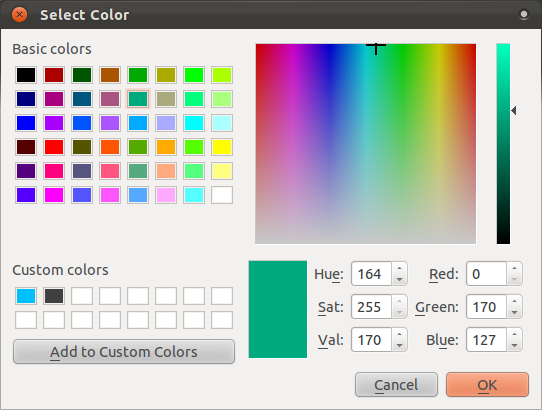 Select Color
Basic colors
Custom colors
Add to Custom Colors
Hue: 164 Red: 0
Sat: 255 Green: 170
Val: 170 Blue: 127
Cancel OK